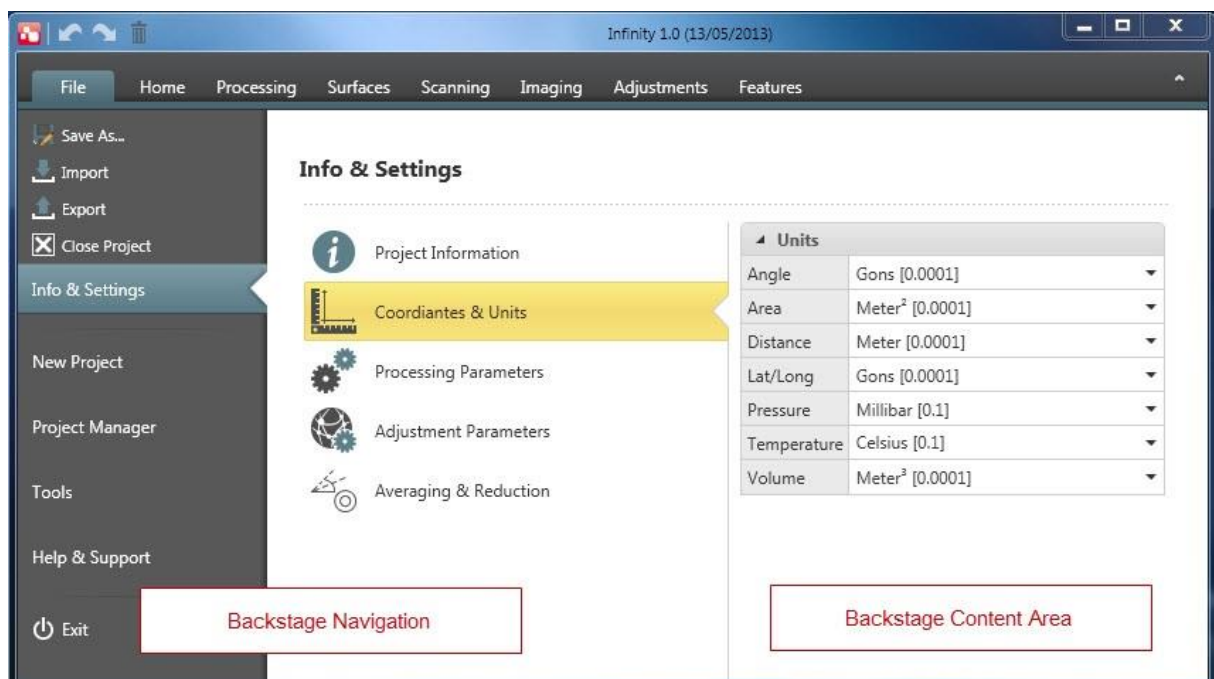 Infinity 1.0 (13/05/2013)
File Home Processing Surfaces Scanning Imaging Adjustments Features
Save As...
Import
Export
Close Project
Info & Settings
New Project
Project Manager
Tools
Help & Support
Exit
Info & Settings
Project Information
Coordiantes & Units
Processing Parameters
Adjustment Parameters
Averaging & Reduction
Units
Angle Gons [0.0001]
Area Meter² [0.0001]
Distance Meter [0.0001]
Lat/Long Gons [0.0001]
Pressure Millibar [0.1]
Temperature Celsius [0.1]
Volume Meter³ [0.0001]
Backstage Navigation
Backstage Content Area